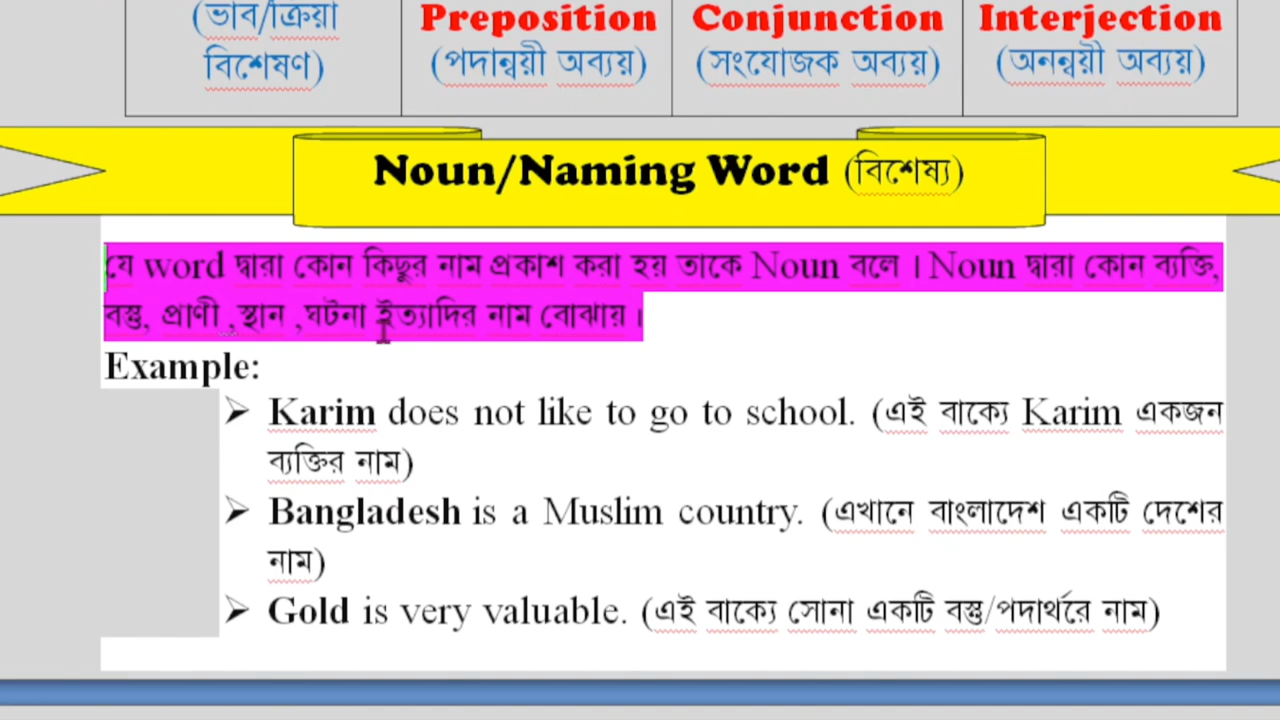 (ভাব/ক্রিয়া Preposition Conjunction Interjection
বিশেষণ) (পদান্বয়ী অব্যয়) (সংযোজক অব্যয়) (অনন্বয়ী অব্যয়)
Noun/Naming Word (বিশেষ্য)
যে word দ্বারা কোন কিছুর নাম প্রকাশ করা হয় তাকে Noun বলে । Noun দ্বারা কোন ব্যক্তি,
বস্তু, প্রাণী ,স্থান ,ঘটনা ইত্যাদির নাম বোঝায় ।
Example:
➢ Karim does not like to go to school. (এই বাক্যে Karim একজন
ব্যক্তির নাম)
➢ Bangladesh is a Muslim country. (এখানে বাংলাদেশ একটি দেশের
নাম)
➢ Gold is very valuable. (এই বাক্যে সোনা একটি বস্তু/পদার্থরে নাম)